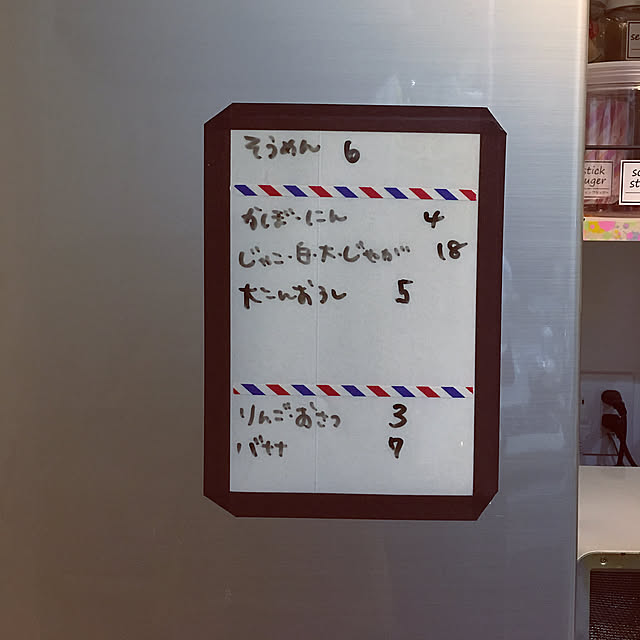 そうめん 6
かぼ・にん 4
じゃこ・白・大・じゃが 18
大こんおろし 5
りんご・おさつ 3
バナナ 7
stick